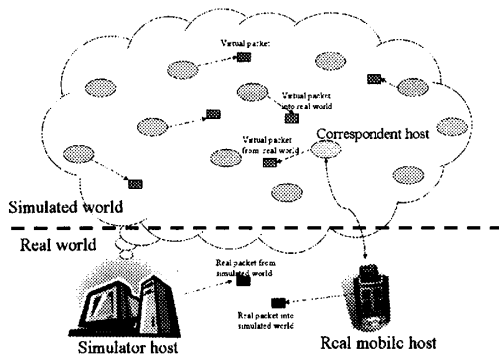 Virtual packet
Virtual packet
into real world
Virtual packet
from real world
Correspondent host
Simulated world
Real world
Real packet from
simulated world
Real packet into
simulated world
Simulator host
Real mobile host